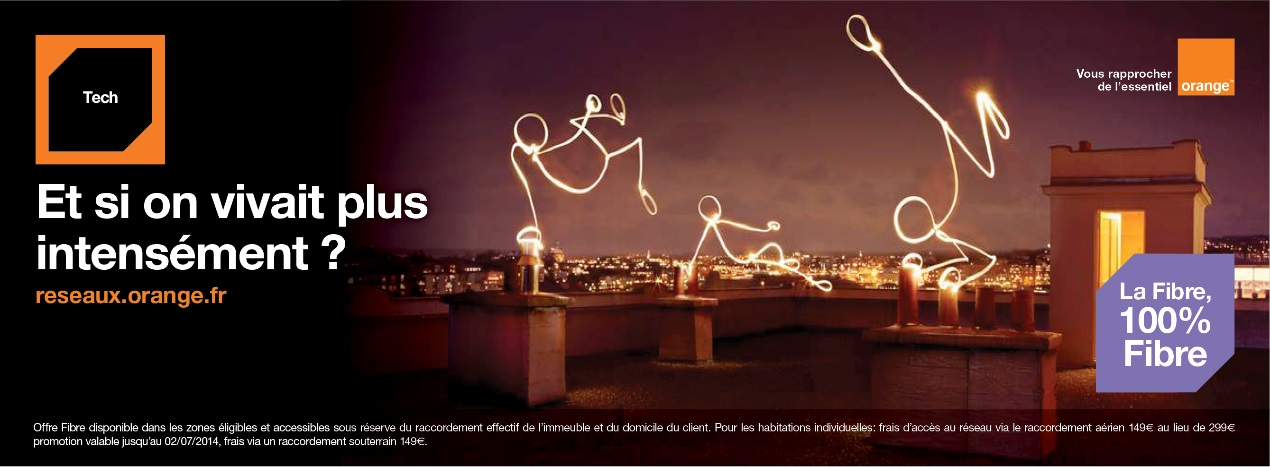 Tech
Et si on vivait plus
intensément ?
reseaux.orange.fr
Vous rapprocher
de l'essentiel
orange™
La Fibre,
100%
Fibre
Offre Fibre disponible dans les zones éligibles et accessibles sous réserve du raccordement effectif de l'immeuble et du domicile du client. Pour les habitations individuelles: frais d'accès au réseau via le raccordement aérien 149€ au lieu de 299€
promotion valable jusqu'au 02/07/2014, frais via un raccordement souterrain 149€.